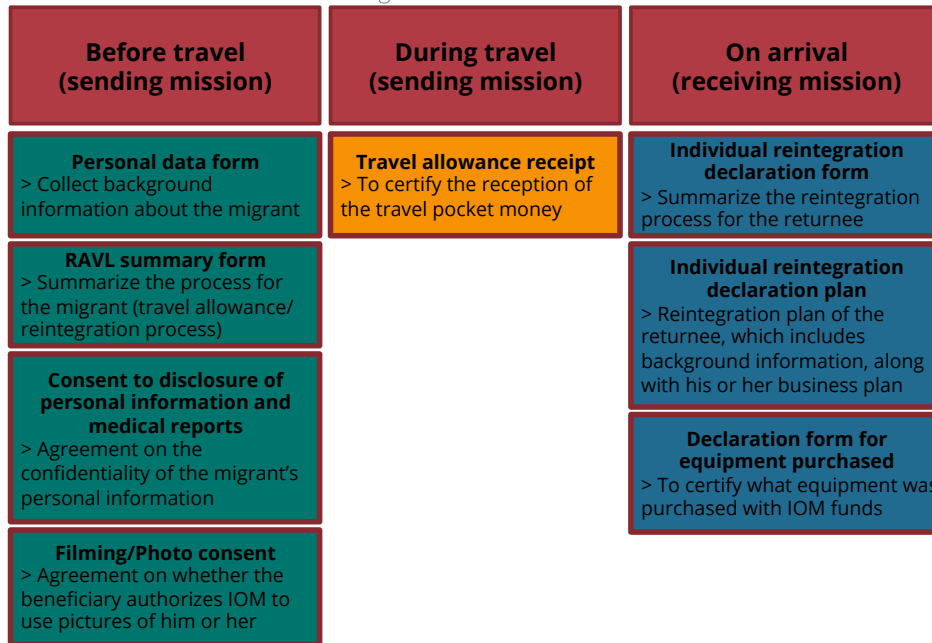 Before travel
(sending mission)
During travel
(sending mission)
On arrival
(receiving mission)
Personal data form
> Collect background
information about the migrant
RAVL summary form
> Summarize the process for
the migrant (travel allowance/
reintegration process)
Consent to disclosure of
personal information and
medical reports
> Agreement on the
confidentiality of the migrant's
personal information
Filming/Photo consent
> Agreement on whether the
beneficiary authorizes IOM to
use pictures of him or her
Travel allowance receipt
> To certify the reception of
the travel pocket money
Individual reintegration
declaration form
> Summarize the reintegration
process for the returnee
Individual reintegration
declaration plan
> Reintegration plan of the
returnee, which includes
background information, along
with his or her business plan
Declaration form for
equipment purchased
> To certify what equipment was
purchased with IOM funds